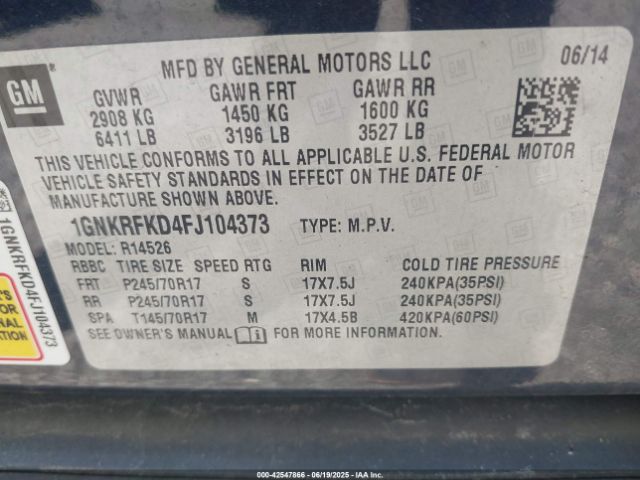 GM
MFD BY GENERAL MOTORS LLC
06/14
GVWR GAWR FRT GAWR RR
2908 KG 1450 KG 1600 KG
6411 LB 3196 LB 3527 LB
THIS VEHICLE CONFORMS TO ALL APPLICABLE U.S. FEDERAL MOTOR
VEHICLE SAFETY STANDARDS IN EFFECT ON THE DATE OF
MANUFACTURE SHOWN ABOVE.
1GNKRFKD4FJ104373 TYPE: M.P.V.
MODEL: R14526
RBBC TIRE SIZE SPEED RTG RIM COLD TIRE PRESSURE
FRT P245/70R17 S 17X7.5J 240KPA(35PSI)
RR P245/70R17 S 17X7.5J 240KPA(35PSI)
SPA T145/70R17 M 17X4.5B 420KPA(60PSI)
SEE OWNER'S MANUAL FOR MORE INFORMATION.
1GNKRFKD4FJ104373
000-42547866 - 06/19/2025 - IAAI.COM